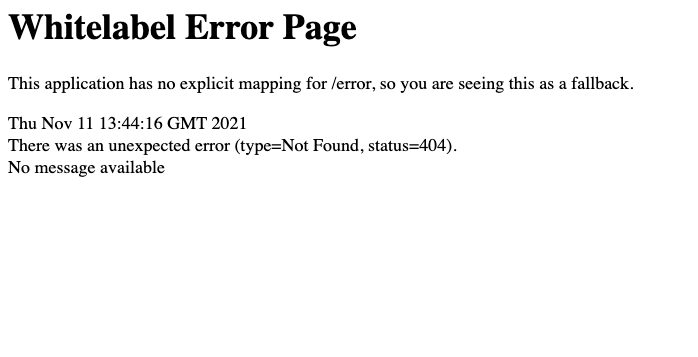 Whitelabel Error Page
This application has no explicit mapping for /error, so you are seeing this as a fallback.
Thu Nov 11 13:44:16 GMT 2021
There was an unexpected error (type=Not Found, status=404).
No message available